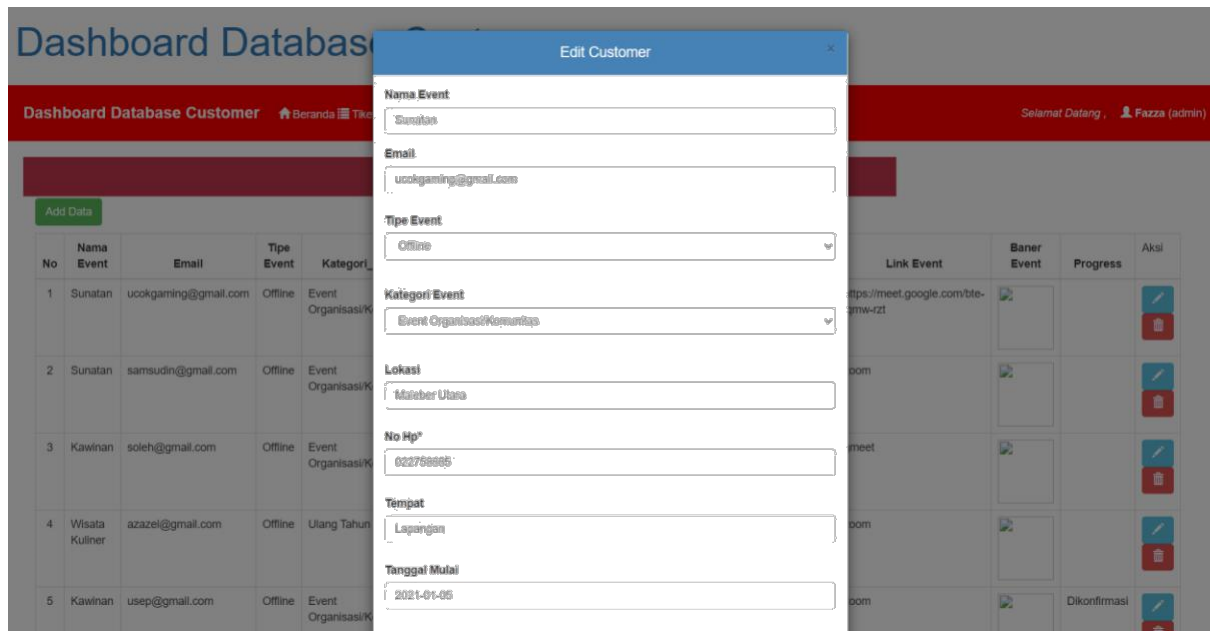 Dashboard Database
Edit Customer
×
Dashboard Database Customer Beranda Tike
Selamat Datang , Fazza (admin)
Nama Event
Sunatan
Email
ucokgaming@gmail.com
Tipe Event
Offline
Kategori Event
Event Organisasi/Komunitas
Lokasi
Maleber Utara
No Hp*
Tempat
Lapangan
Tanggal Mulai
2021-01-05
Add Data
No Nama Event Email Tipe Event Kategori_ Link Event Baner Event Progress Aksi
1 Sunatan ucokgaming@gmail.com Offline Event ttps://meet.google.com/bte-
Organisasi/K
2 Sunatan samsudin@gmail.com Offline Event oom
Organisasi/K
3 Kawinan soleh@gmail.com Offline Event meet
Organisasi/K
4 Wisata azazel@gmail.com Offline Ulang Tahun oom
Kuliner
5 Kawinan usep@gmail.com Offline Event oom Dikonfirmasi
Organisasi/K